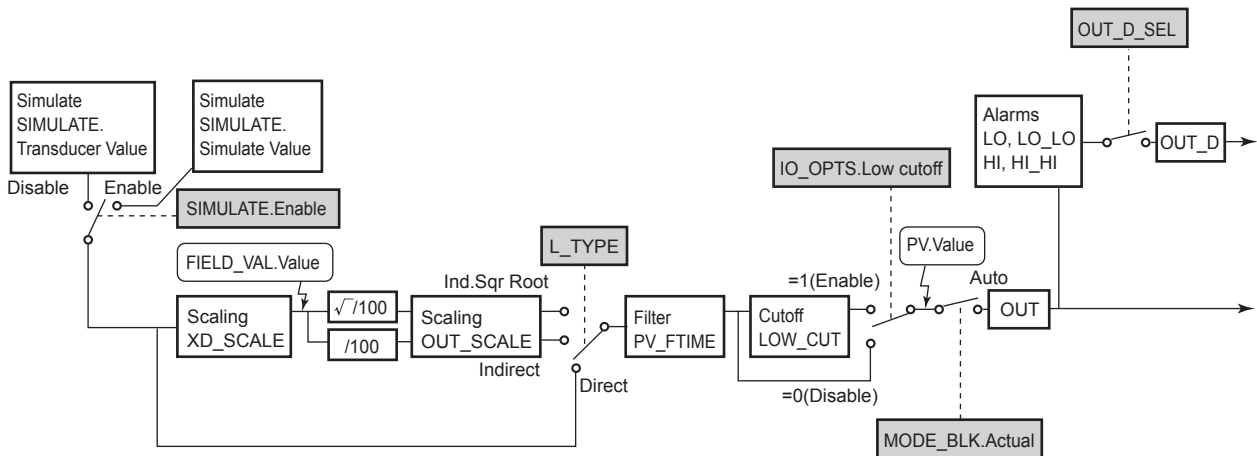 OUT_D_SEL
Simulate
SIMULATE.
Transducer Value
Simulate
SIMULATE.
Simulate Value
Alarms
LO, LO_LO
HI, HI_HI
OUT_D
Disable
Enable
SIMULATE.Enable
IO_OPTS.Low cutoff
L_TYPE
PV.Value
FIELD_VAL.Value
Ind.Sqr Root
=1(Enable)
Auto
Scaling
XD_SCALE
√/100
/100
Scaling
OUT_SCALE
Filter
PV_FTIME
Cutoff
LOW_CUT
OUT
Indirect
Direct
=0(Disable)
MODE_BLK.Actual